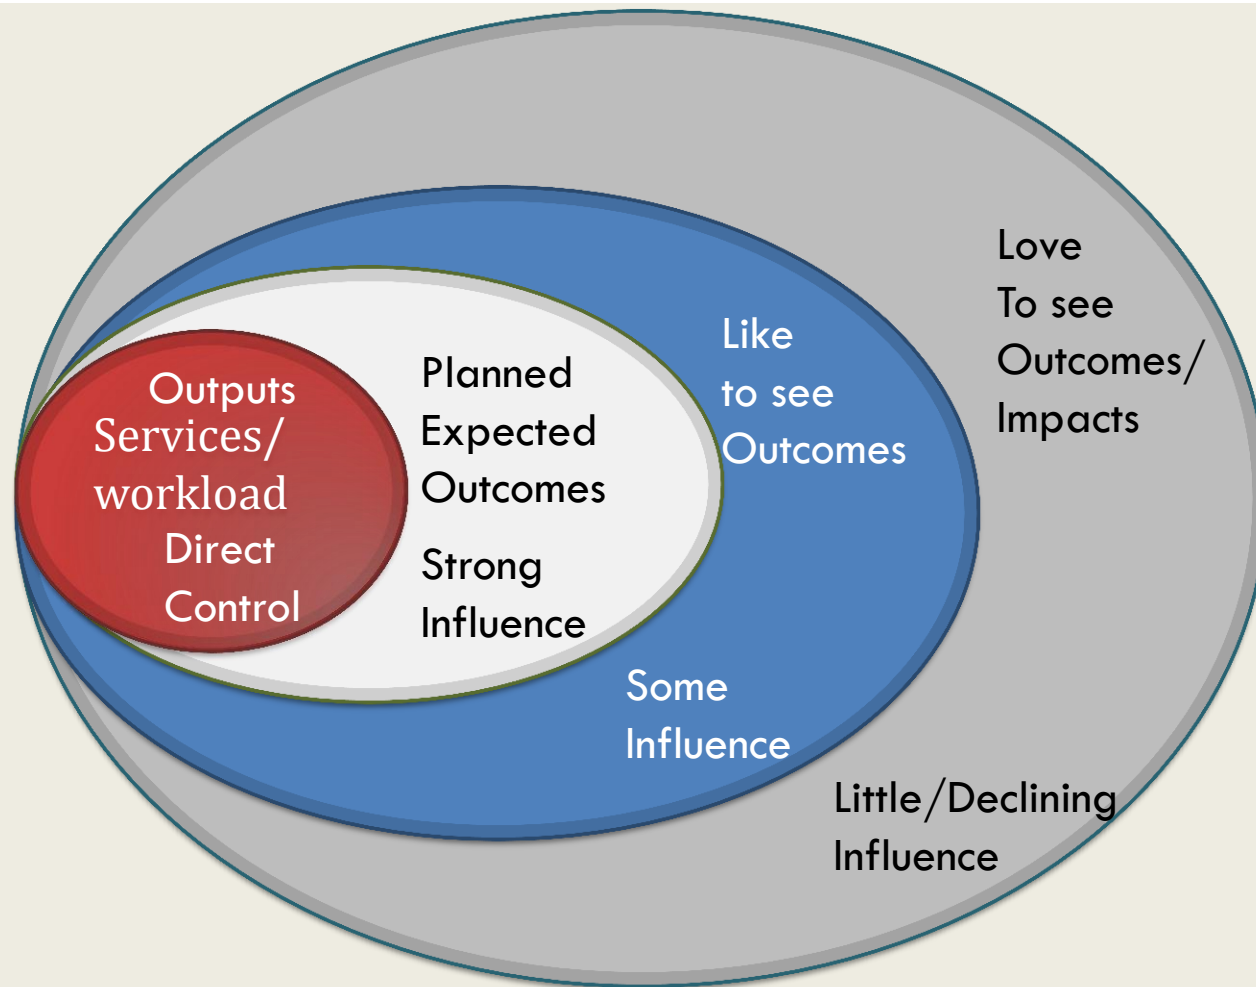 Outputs
Services/
workload
Direct
Control
Planned
Expected
Outcomes
Strong
Influence
Like
to see
Outcomes
Some
Influence
Love
To see
Outcomes/
Impacts
Little/Declining
Influence